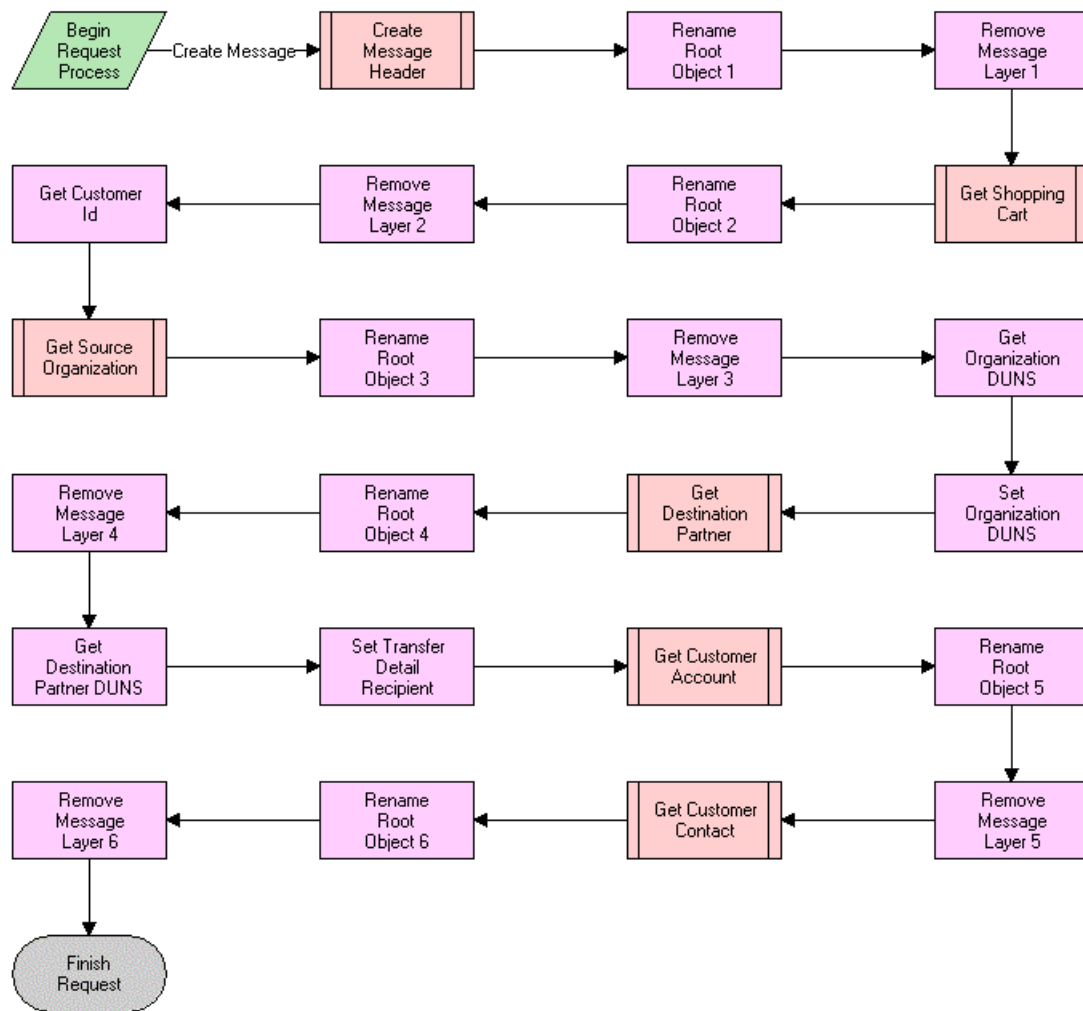 Begin
Request
Process
Create Message
Create
Message
Header
Rename
Root
Object 1
Remove
Message
Layer 1
Get Customer
Id
Remove
Message
Layer 2
Rename
Root
Object 2
Get Shopping
Cart
Get Source
Organization
Rename
Root
Object 3
Remove
Message
Layer 3
Get
Organization
DUNS
Remove
Message
Layer 4
Rename
Root
Object 4
Get
Destination
Partner
Set
Organization
DUNS
Get
Destination
Partner DUNS
Set Transfer
Detail
Recipient
Get Customer
Account
Rename
Root
Object 5
Remove
Message
Layer 6
Rename
Root
Object 6
Get Customer
Contact
Remove
Message
Layer 5
Finish
Request